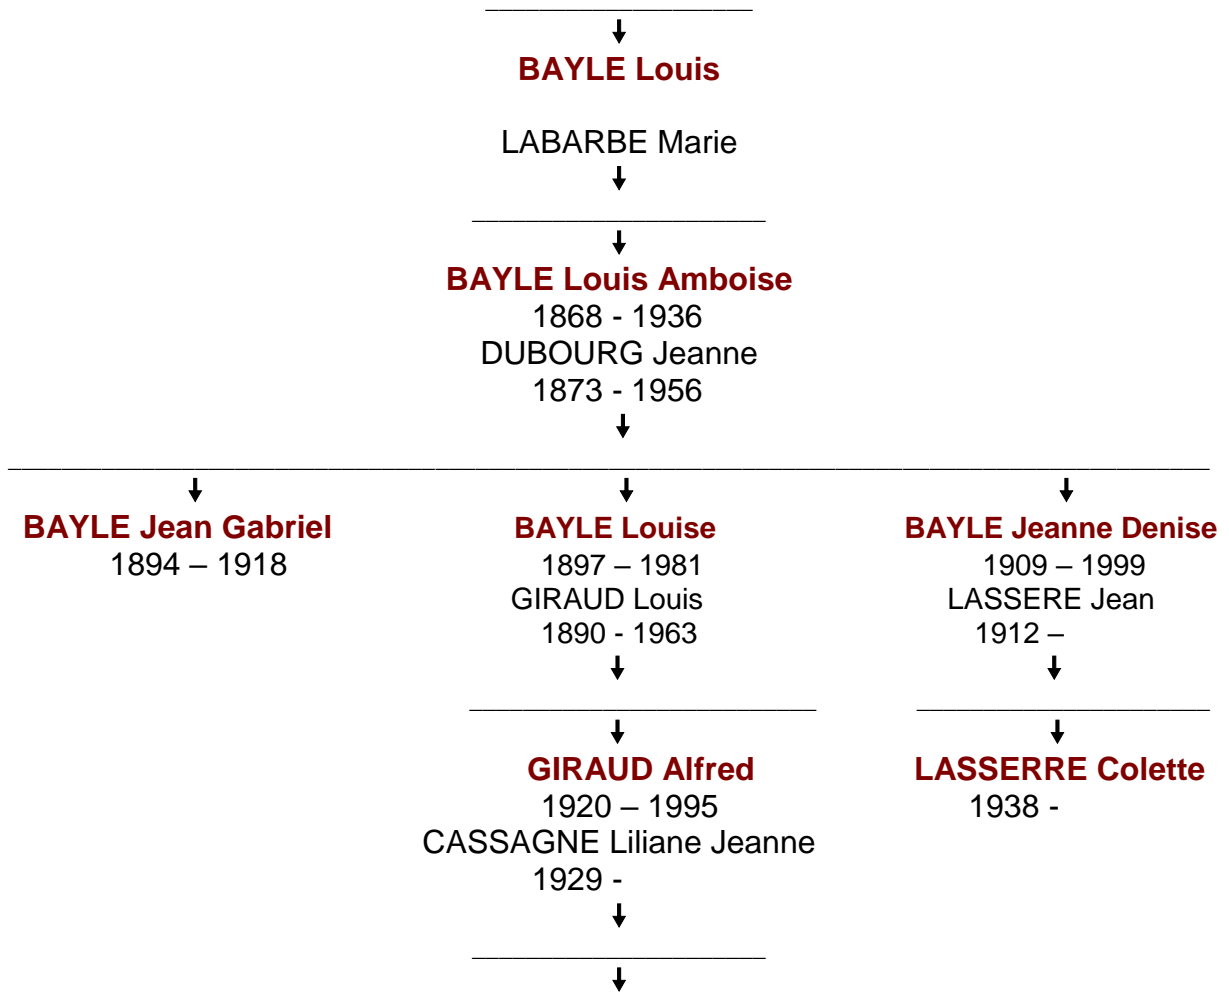 BAYLE Louis
LABARBE Marie
BAYLE Louis Amboise
1868 - 1936
DUBOURG Jeanne
1873 - 1956
BAYLE Jean Gabriel
1894 – 1918
BAYLE Louise
1897 – 1981
GIRAUD Louis
1890 - 1963
BAYLE Jeanne Denise
1909 – 1999
LASSERE Jean
1912 –
GIRAUD Alfred
1920 – 1995
CASSAGNE Liliane Jeanne
1929 -
LASSERRE Colette
1938 -